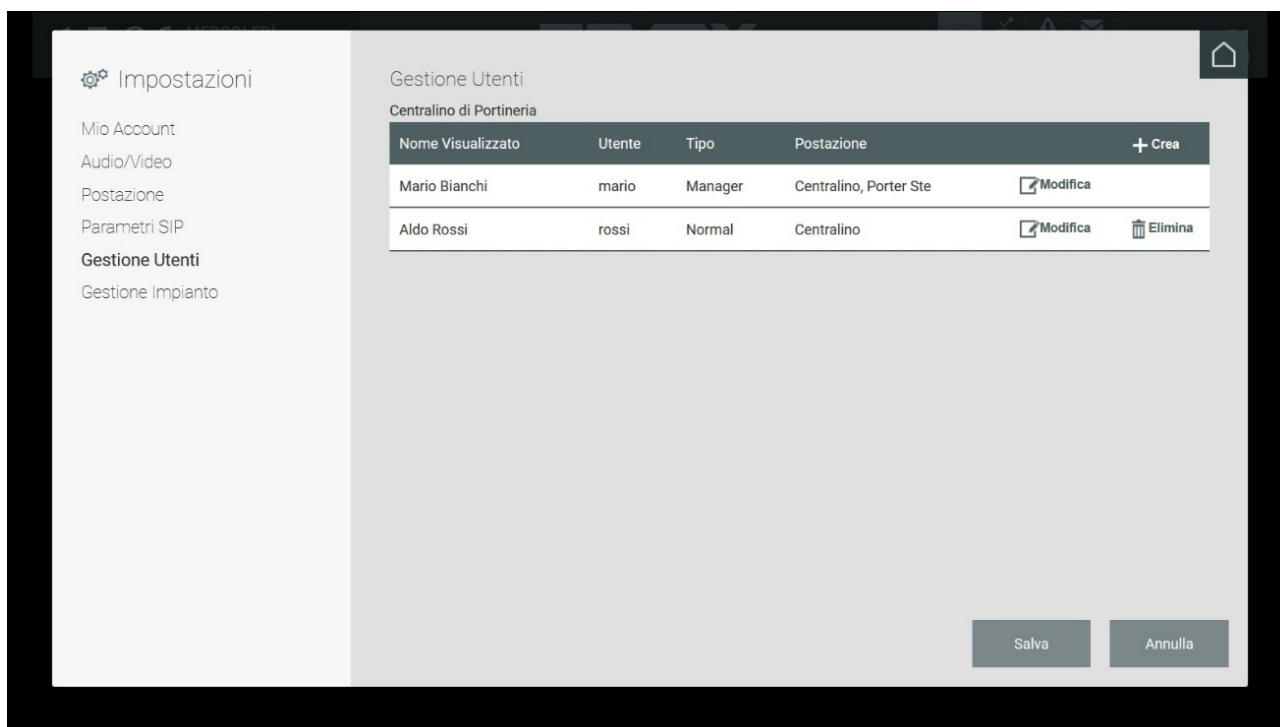 Impostazioni
Mio Account
Audio/Video
Postazione
Parametri SIP
Gestione Utenti
Gestione Impianto
Gestione Utenti
Centralino di Portineria
Nome Visualizzato Utente Tipo Postazione + Crea
Mario Bianchi mario Manager Centralino, Porter Ste Modifica
Aldo Rossi rossi Normal Centralino Modifica Elimina
Salva Annulla